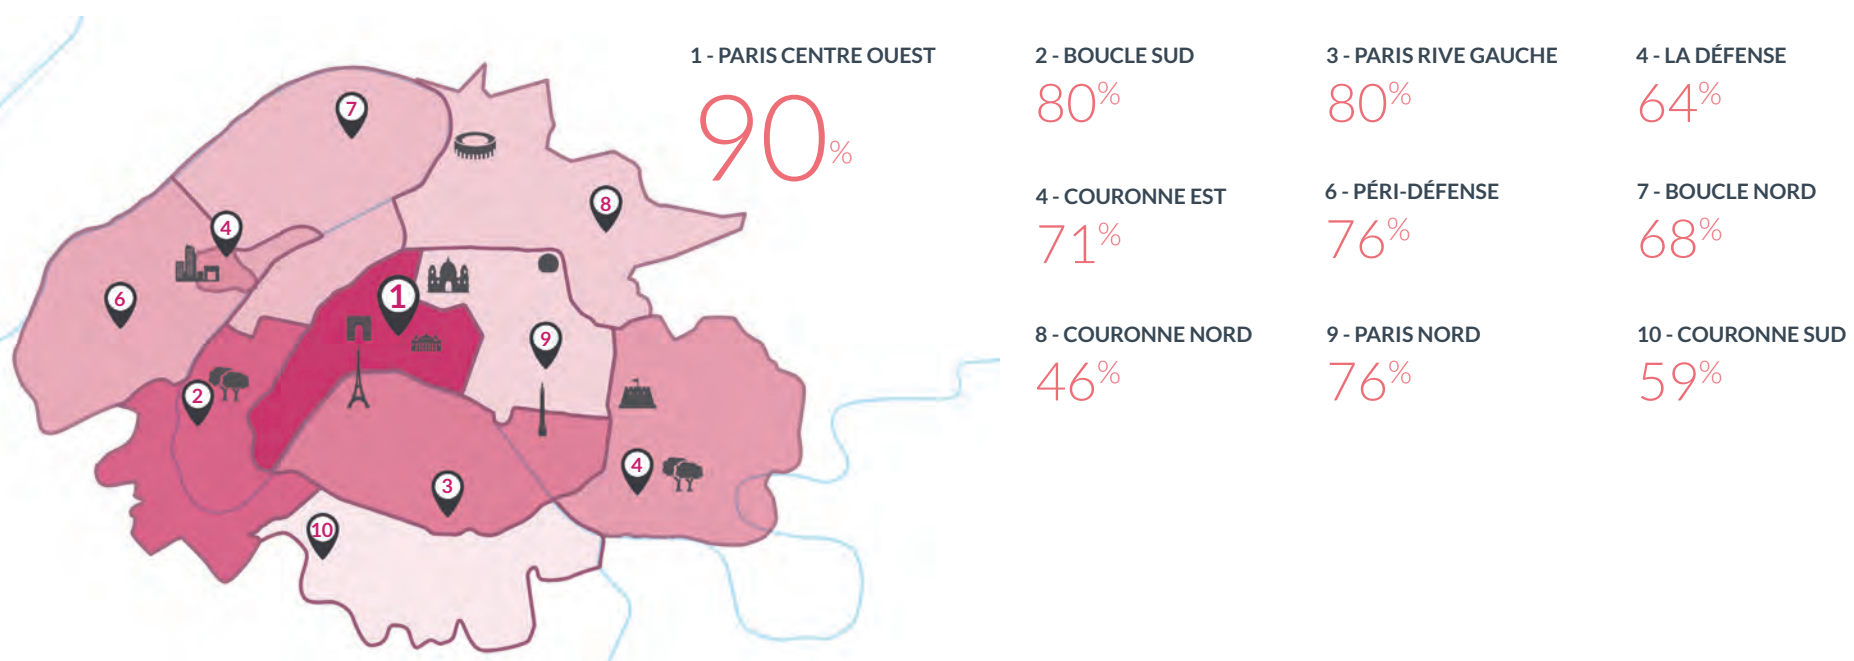 1 - PARIS CENTRE OUEST
90%
2 - BOUCLE SUD
80%
3 - PARIS RIVE GAUCHE
80%
4 - LA DÉFENSE
64%
4 - COURONNE EST
71%
6 - PÉRI-DÉFENSE
76%
7 - BOUCLE NORD
68%
8 - COURONNE NORD
46%
9 - PARIS NORD
76%
10 - COURONNE SUD
59%
7
8
4
6
1
9
2
4
3
10